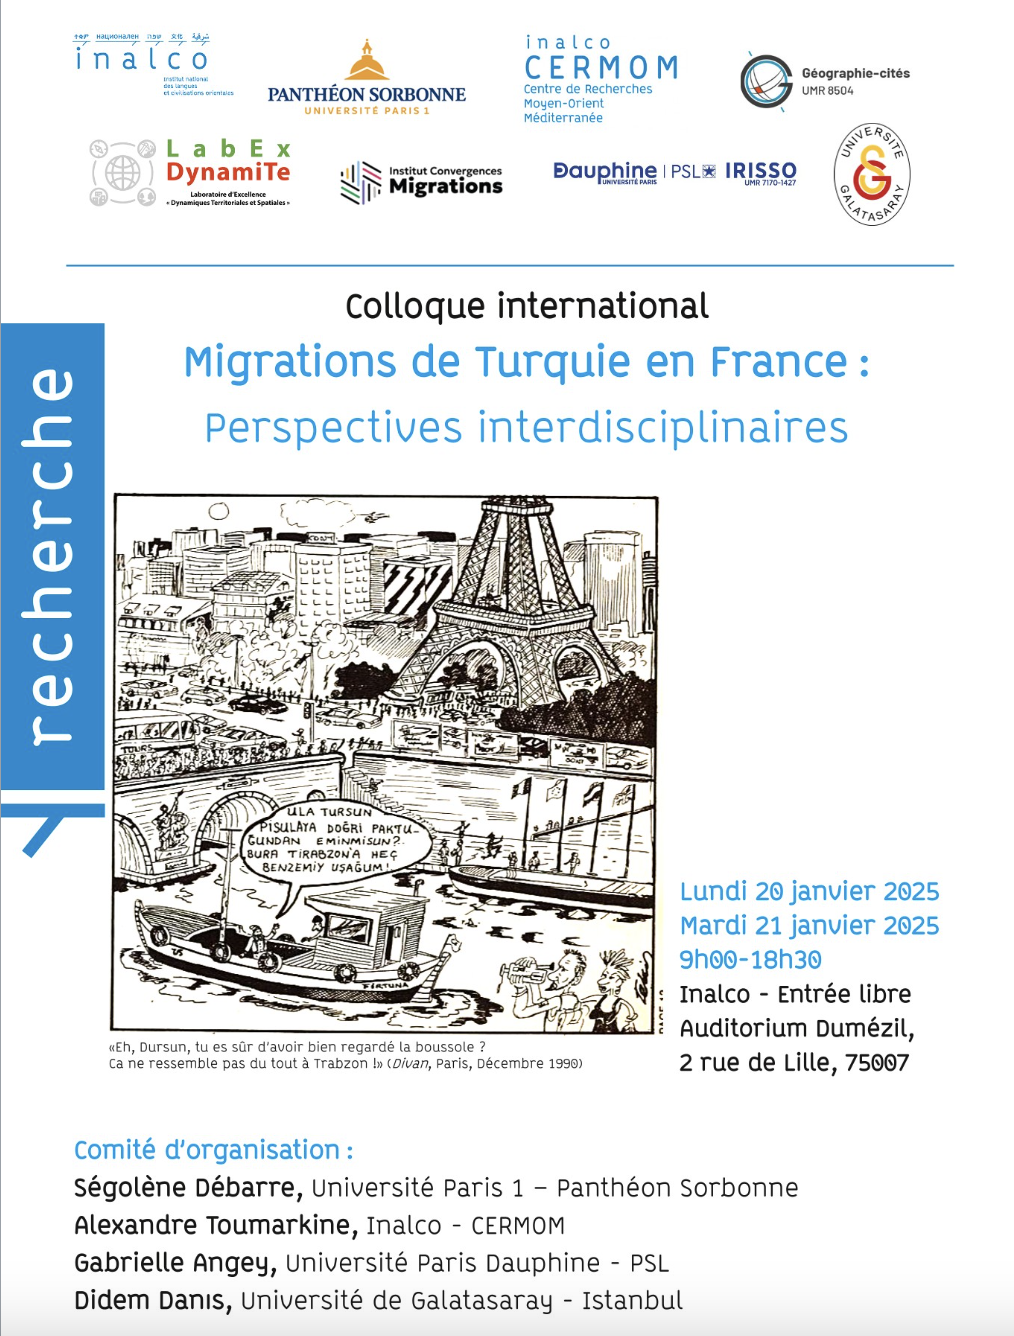 inalco
Institut national
des langues
et civilisations orientales
PANTHÉON SORBONNE
UNIVERSITÉ PARIS 1
inalco
CERMOM
Centre de Recherches
Moyen-Orient
Méditerranée
Géographie-cités
UMR 8504
LabEx
DynamiTe
Laboratoire d'Excellence
« Dynamiques Territoriales et Spatiales »
Institut Convergences
Migrations
Dauphine | PSL IRISSO
UNIVERSITÉ PARIS UMR 7170-1427
UNIVERSITE
GALATASARAY
Colloque international
Migrations de Turquie en France :
Perspectives interdisciplinaires
recherche
TOURS
ULA TURSUN
PISULAYA DOĞRI PAKTU-
ĞUNDAN EMINMISUN?
BURA TİRABZON'A HEÇ
BENZEMİY UŞAĞUM!
FIRTUNA
«Eh, Dursun, tu es sûr d'avoir bien regardé la boussole ?
Ca ne ressemble pas du tout à Trabzon !» (Divan, Paris, Décembre 1990)
Lundi 20 janvier 2025
Mardi 21 janvier 2025
9h00-18h30
Inalco - Entrée libre
Auditorium Dumézil,
2 rue de Lille, 75007
Comité d'organisation :
Ségolène Débarre, Université Paris 1 – Panthéon Sorbonne
Alexandre Toumarkine, Inalco - CERMOM
Gabrielle Angey, Université Paris Dauphine - PSL
Didem Danış, Université de Galatasaray - Istanbul